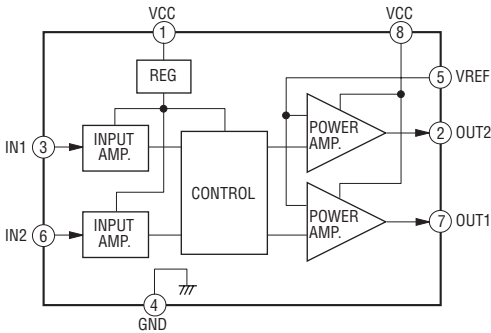 VCC
1
VCC
8
REG
5 VREF
IN1 3
INPUT
AMP.
POWER
AMP.
2 OUT2
CONTROL
IN2 6
INPUT
AMP.
POWER
AMP.
7 OUT1
4
GND